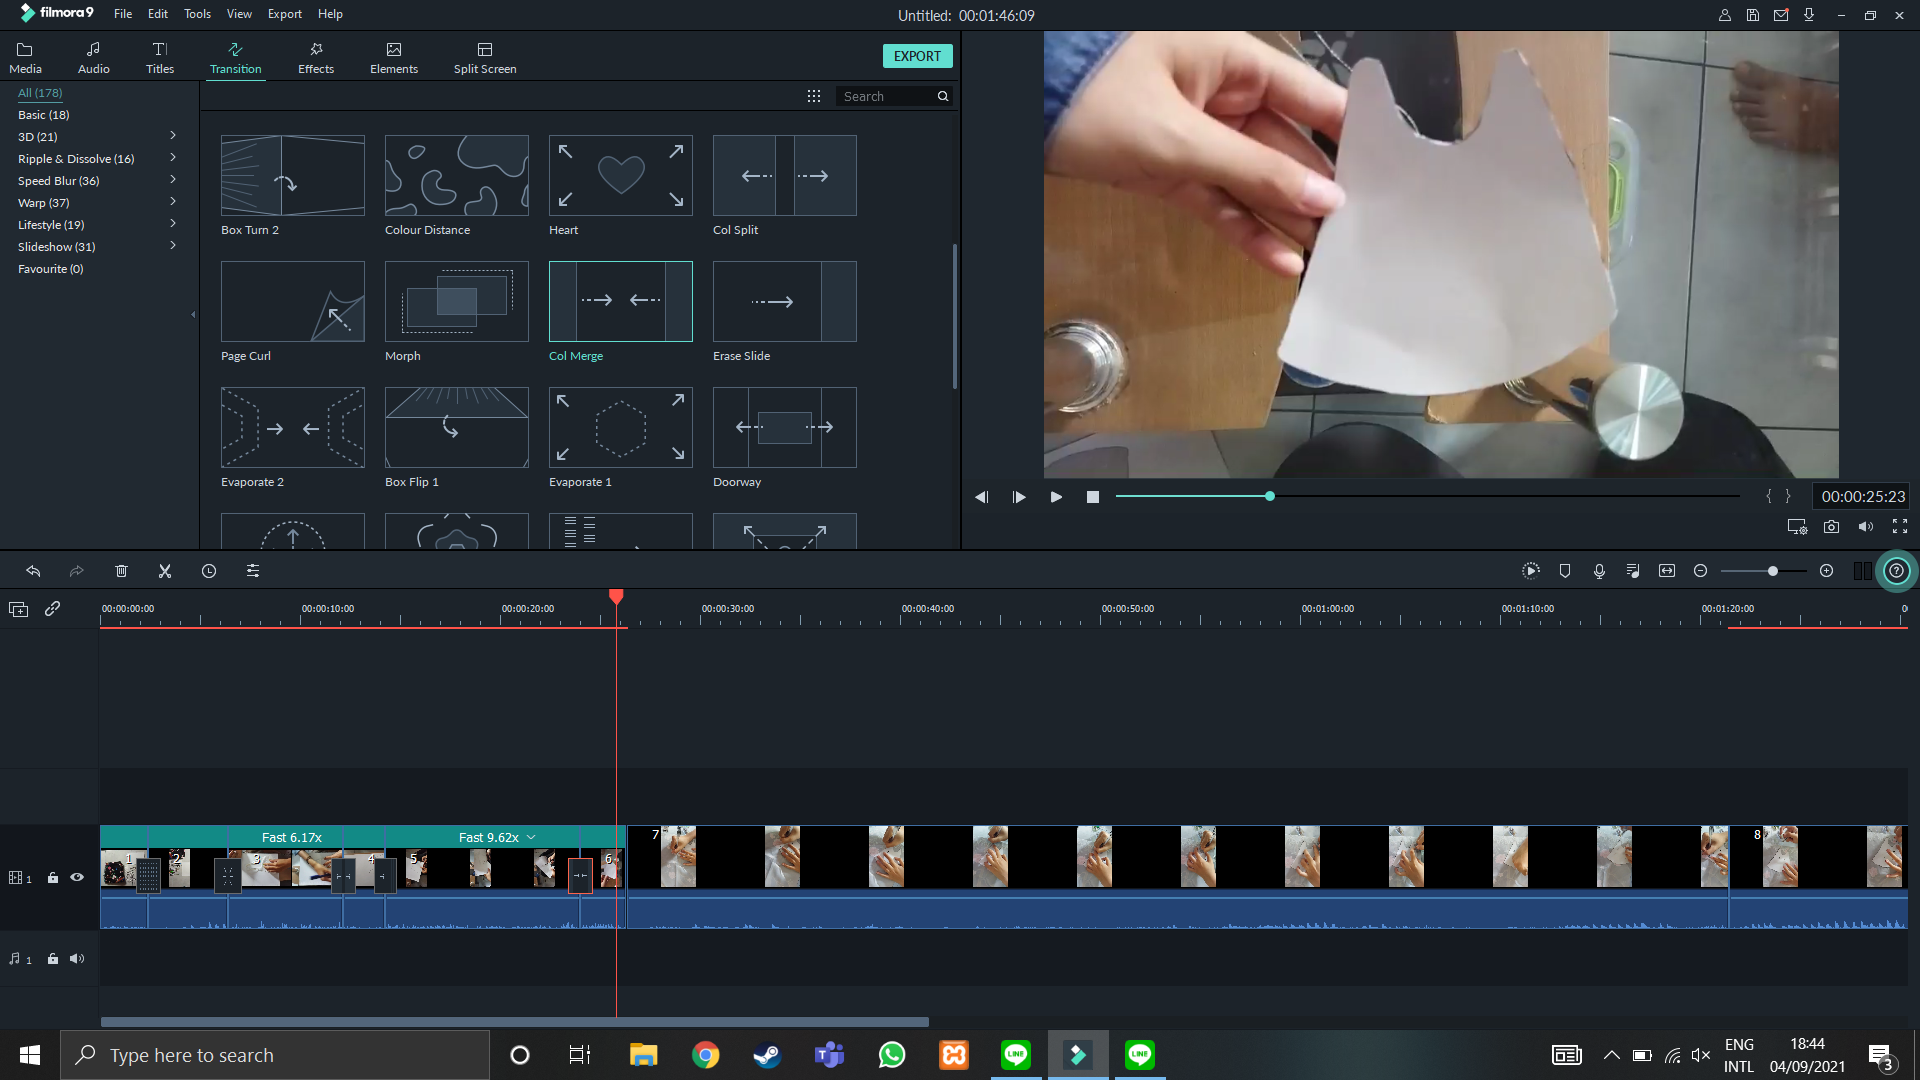 filmora9 File Edit Tools View Export Help Untitled: 00:01:46:09
Media Audio Titles Transition Effects Elements Split Screen EXPORT
All (178) Search
Basic (18)
3D (21)
Ripple & Dissolve (16)
Speed Blur (36)
Warp (37)
Lifestyle (19)
Slideshow (31)
Favourite (0)
Box Turn 2 Colour Distance Heart Col Split
Page Curl Morph Col Merge Erase Slide
Evaporate 2 Box Flip 1 Evaporate 1 Doorway
{ } 00:00:25:23
00:00:00:00 00:00:10:00 00:00:20:00 00:00:30:00 00:00:40:00 00:00:50:00 00:01:00:00 00:01:10:00 00:01:20:00 0
Fast 6.17x Fast 9.62x
1 2 3 4 5 6 7 8
1
1
Type here to search
LINE LINE
ENG
INTL
18:44
04/09/2021
3